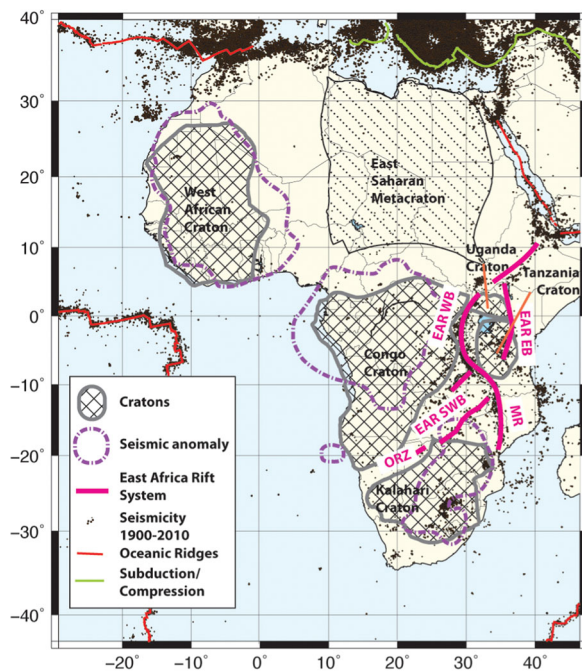 40°
30°
20°
10°
0°
−10°
−20°
−30°
−40°
−20°
−10°
0°
10°
20°
30°
40°
West
African
Craton
East
Saharan
Metacraton
Uganda
Craton
Tanzania
Craton
EAR WB
EAR EB
Congo
Craton
EAR SWB
MR
ORZ
Kalahari
Craton
Cratons
Seismic anomaly
East Africa Rift
System
Seismicity
1900-2010
Oceanic Ridges
Subduction/
Compression